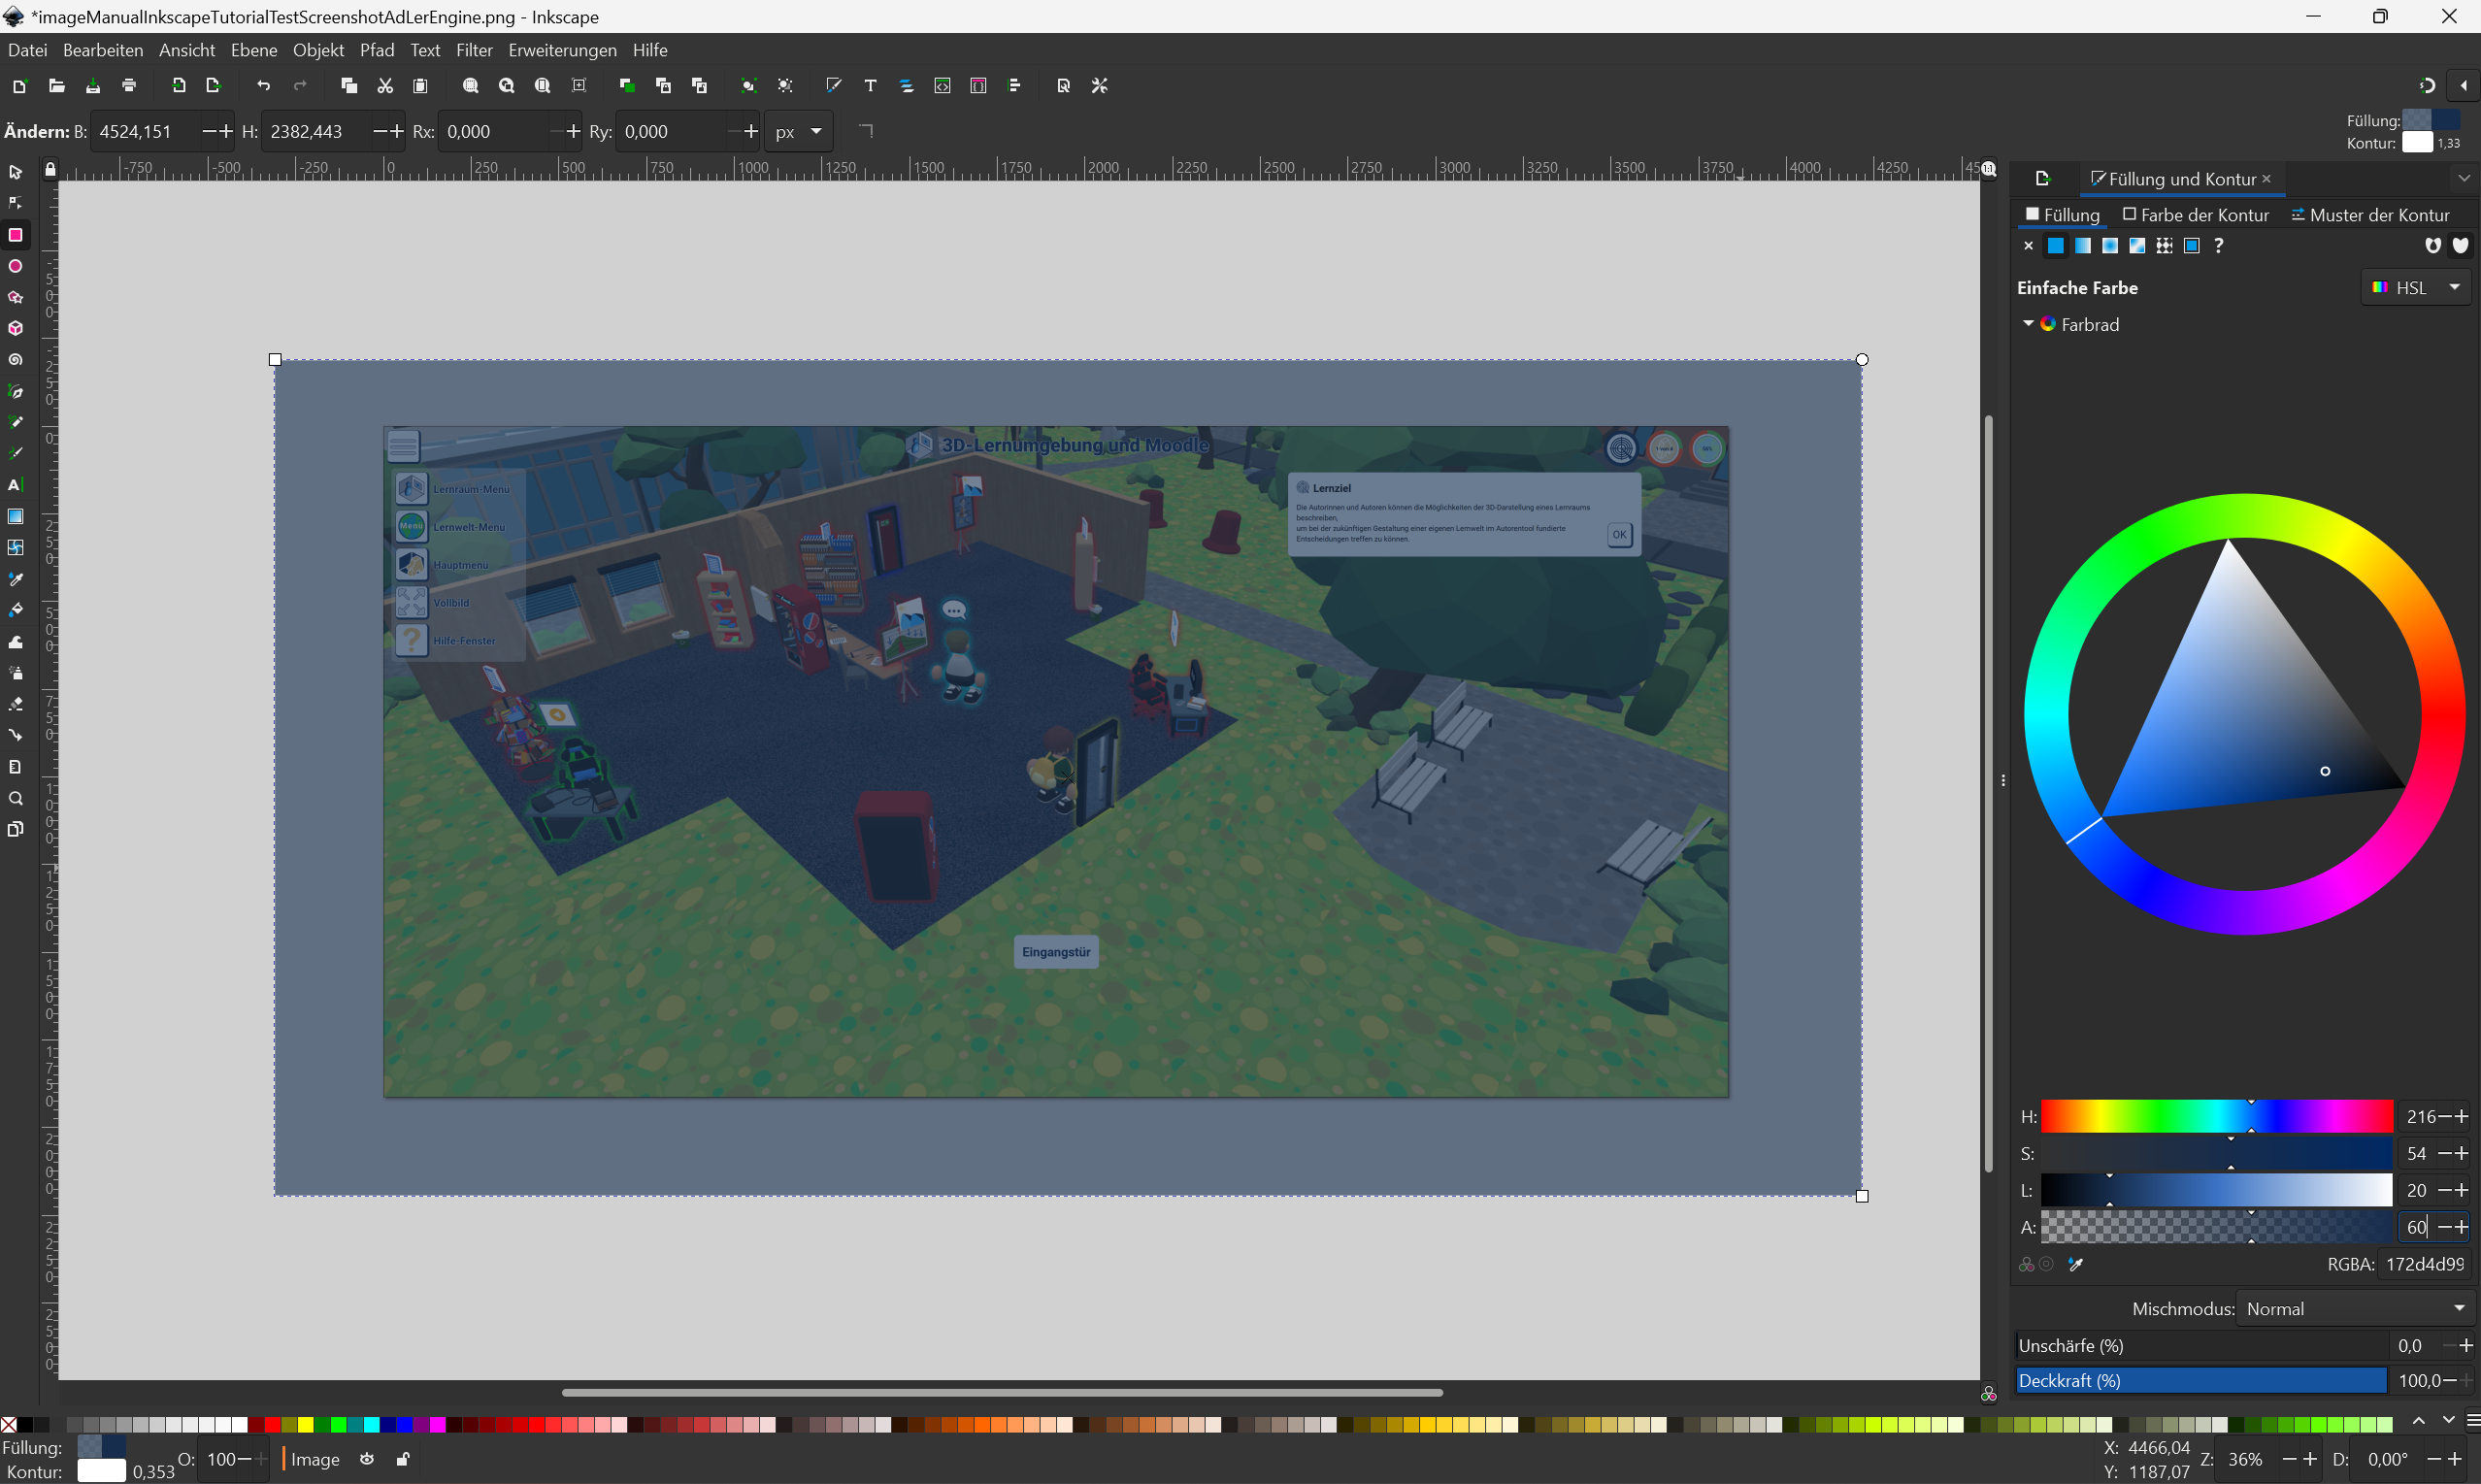 *imageManualInkscapeTutorialTestScreenshotAdLerEngine.png - Inkscape
Datei Bearbeiten Ansicht Ebene Objekt Pfad Text Filter Erweiterungen Hilfe
Ändern: B: 4524,151 H: 2382,443 Rx: 0,000 Ry: 0,000 px
Füllung:
Kontur: 1,33
-750 -500 -250 0 250 500 750 1000 1250 1500 1750 2000 2250 2500 2750 3000 3250 3500 3750 4000 4250 45
Füllung und Kontur
Füllung Farbe der Kontur Muster der Kontur
?
Einfache Farbe HSL
Farbrad
3D-Lernumgebung und Moodle
Lernraum-Menu
Menü Lernwelt-Menu
Hauptmenu
Vollbild
? Hilfe-Fenster
Lernziel
Die Autorinnen und Autoren können die Möglichkeiten der 3D-Darstellung eines Lernraums
beschreiben,
um bei der zukünftigen Gestaltung einer eigenen Lernwelt im Autorentool fundierte
Entscheidungen treffen zu können.
OK
Eingangstür
H: 216
S: 54
L: 20
A: 60
RGBA: 172d4d99
Mischmodus: Normal
Unschärfe (%) 0,0
Deckkraft (%) 100,0
Füllung:
Kontur: 0,353
O: 100 Image
X: 4466,04
Y: 1187,07
Z: 36% D: 0,00°